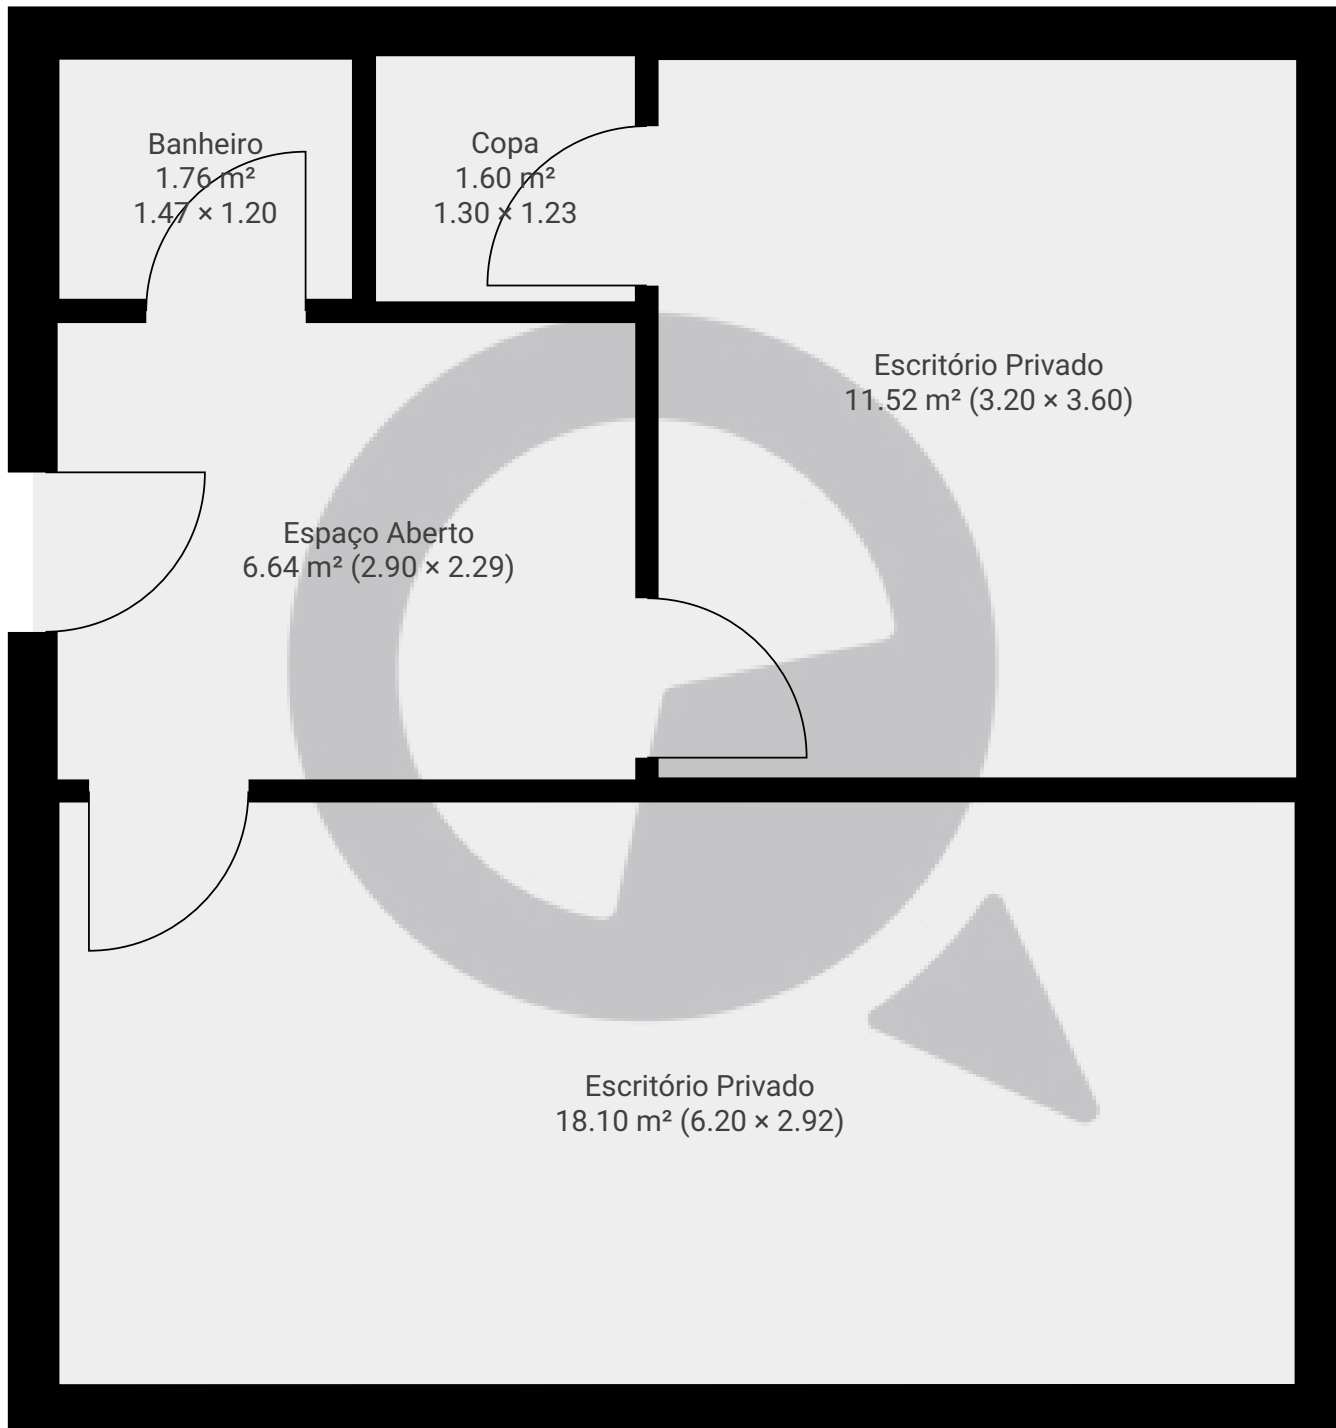 Banheiro
1.76 m²
1.47 × 1.20
Copa
1.60 m²
1.30 × 1.23
Escritório Privado
11.52 m² (3.20 × 3.60)
Espaço Aberto
6.64 m² (2.90 × 2.29)
Escritório Privado
18.10 m² (6.20 × 2.92)